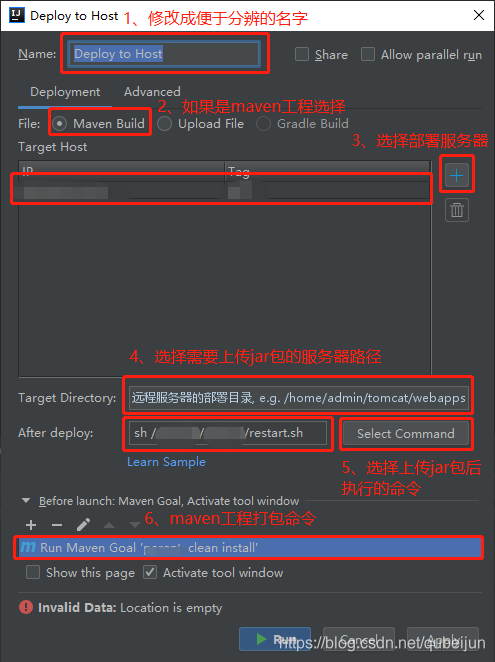 Deploy to Host
1、修改成便于分辨的名字
Name: Deploy to Host
Share
Allow parallel run
Deployment
Advanced
2、如果是maven工程选择
File: Maven Build
Upload File
Gradle Build
3、选择部署服务器
Target Host
IP
Tag
4、选择需要上传jar包的服务器路径
Target Directory: 远程服务器的部署目录, e.g. /home/admin/tomcat/webapps
After deploy: sh / / /restart.sh
Select Command
Learn Sample
5、选择上传jar包后
执行的命令
Before launch: Maven Goal, Activate tool window
6、maven工程打包命令
Run Maven Goal ' clean install'
Show this page
Activate tool window
Invalid Data: Location is empty
Run
Cancel
Apply
https://blog.csdn.net/qubeijun